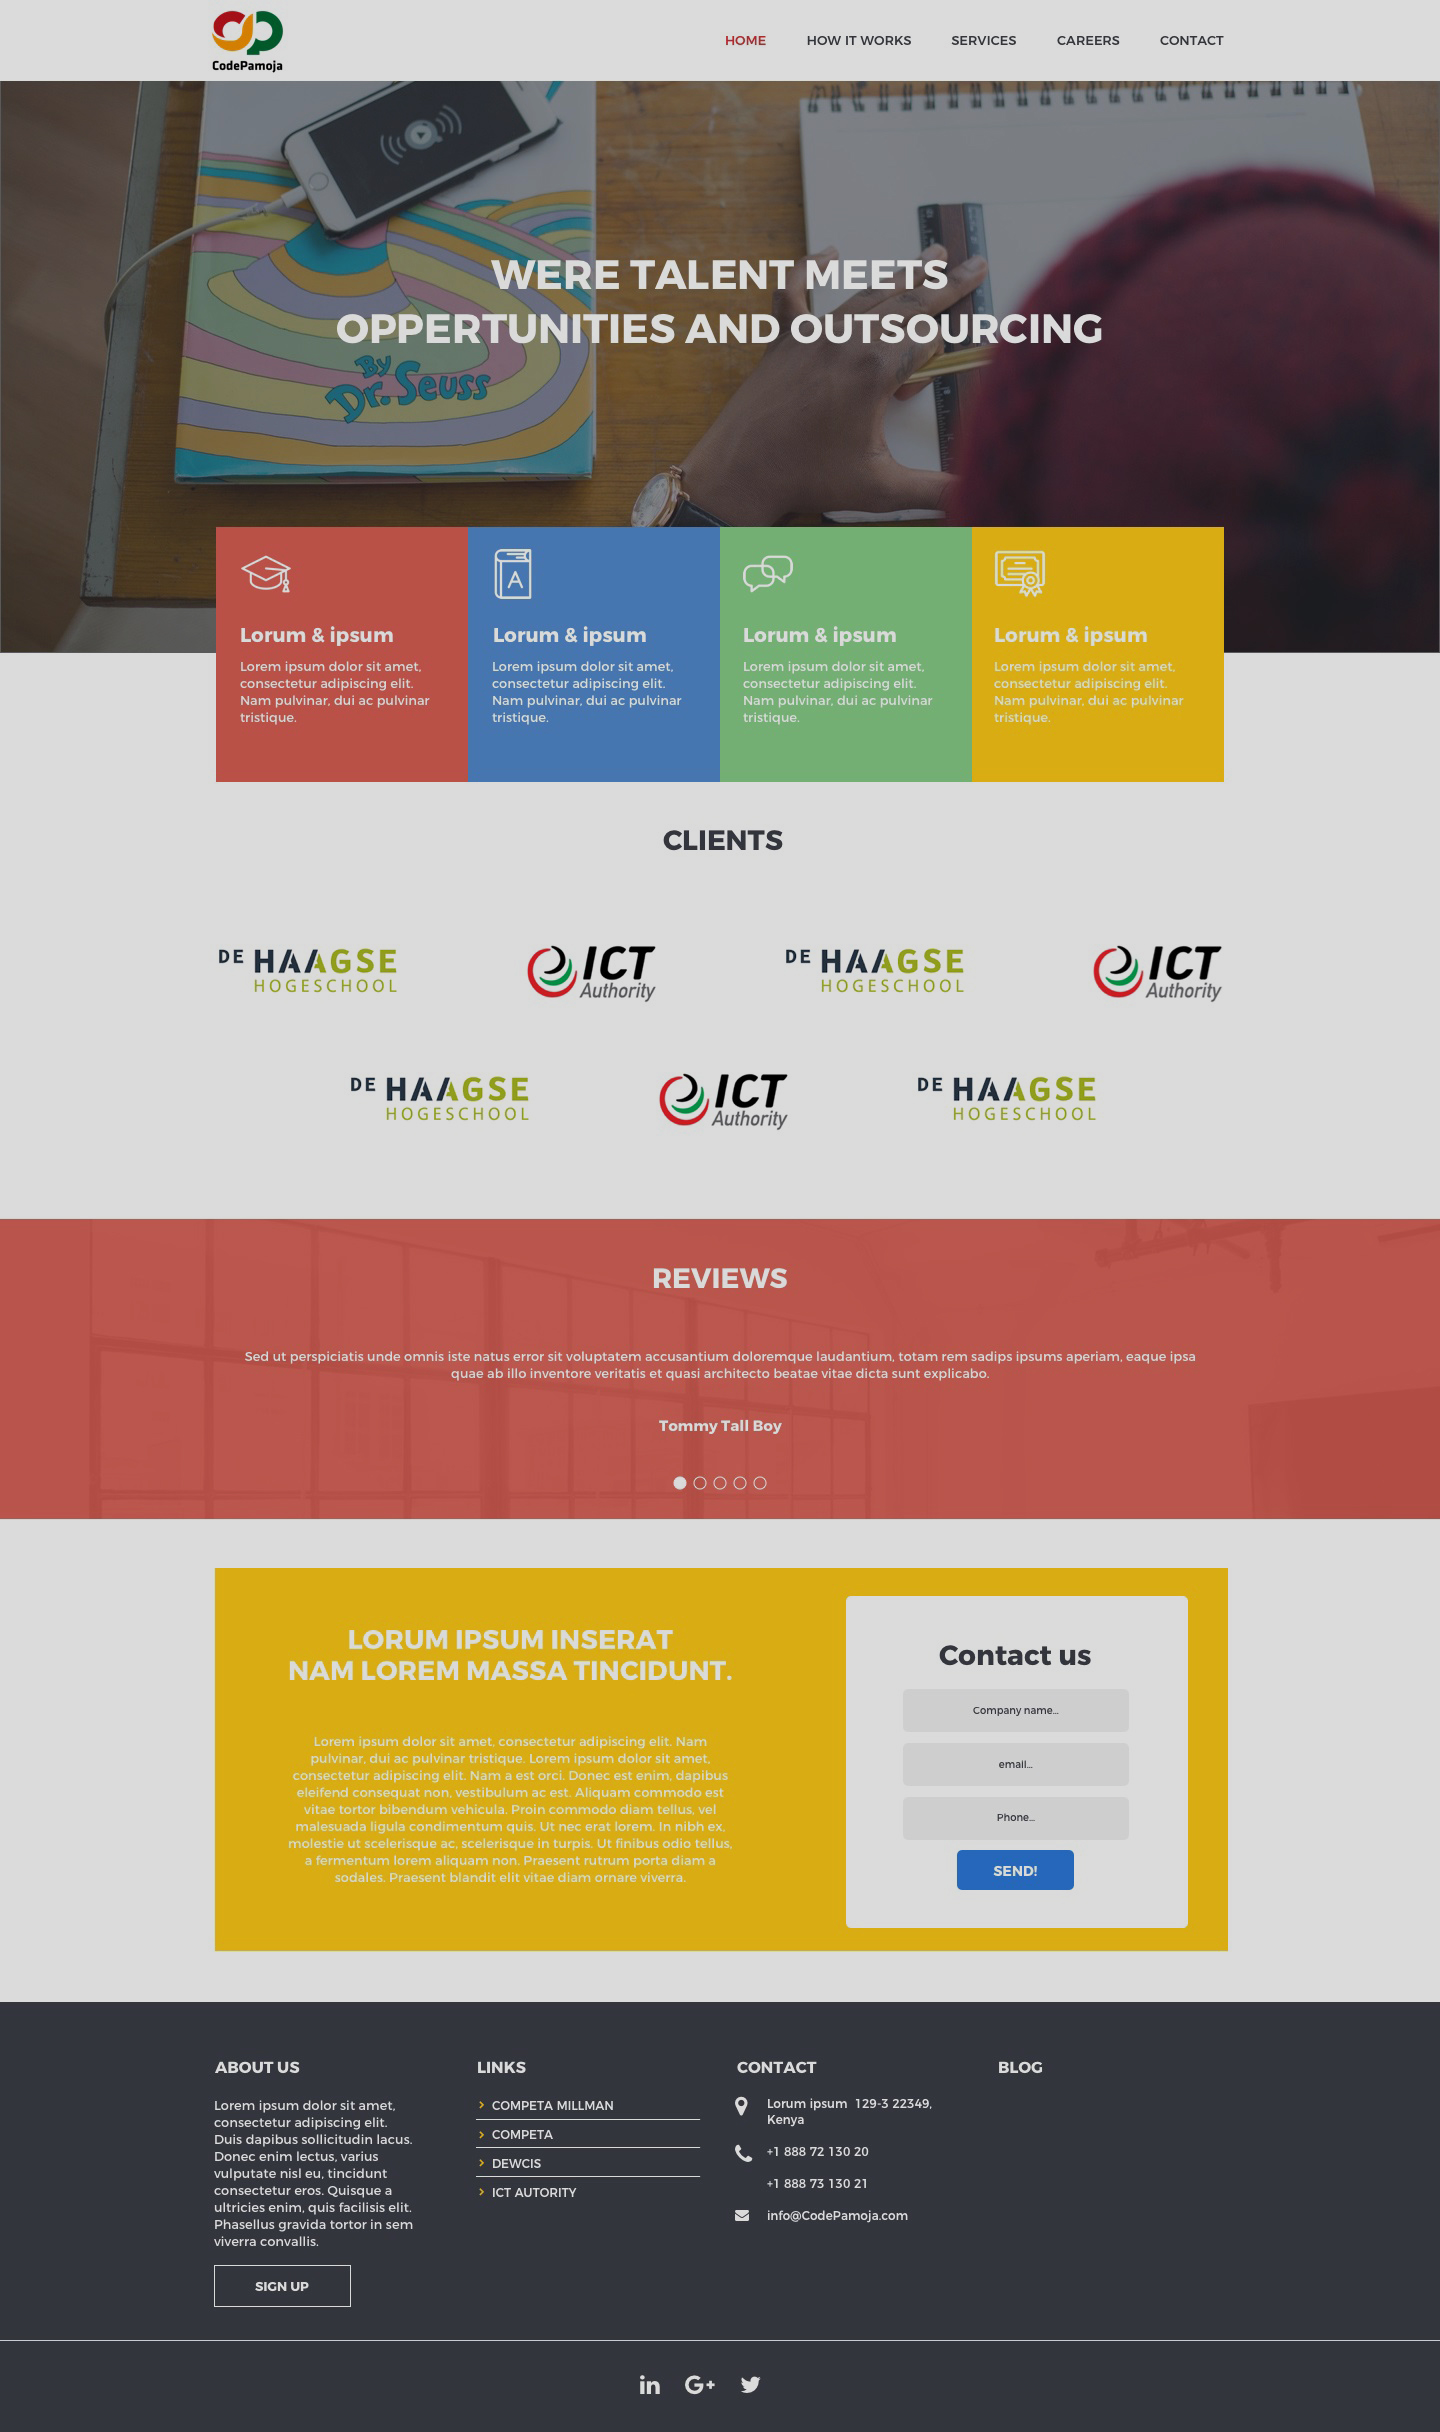 CodePamoja
HOME HOW IT WORKS SERVICES CAREERS CONTACT
WERE TALENT MEETS
OPPERTUNITIES AND OUTSOURCING
By
Dr. Seuss
A
Lorum & ipsum
Lorem ipsum dolor sit amet,
consectetur adipiscing elit.
Nam pulvinar, dui ac pulvinar
tristique.
Lorum & ipsum
Lorem ipsum dolor sit amet,
consectetur adipiscing elit.
Nam pulvinar, dui ac pulvinar
tristique.
Lorum & ipsum
Lorem ipsum dolor sit amet,
consectetur adipiscing elit.
Nam pulvinar, dui ac pulvinar
tristique.
Lorum & ipsum
Lorem ipsum dolor sit amet,
consectetur adipiscing elit.
Nam pulvinar, dui ac pulvinar
tristique.
CLIENTS
DE HAAGSE
HOGESCHOOL
ICT
Authority
DE HAAGSE
HOGESCHOOL
ICT
Authority
DE HAAGSE
HOGESCHOOL
ICT
Authority
DE HAAGSE
HOGESCHOOL
REVIEWS
Sed ut perspiciatis unde omnis iste natus error sit voluptatem accusantium doloremque laudantium, totam rem sadips ipsums aperiam, eaque ipsa
quae ab illo inventore veritatis et quasi architecto beatae vitae dicta sunt explicabo.
Tommy Tall Boy
LORUM IPSUM INSERAT
NAM LOREM MASSA TINCIDUNT.
Lorem ipsum dolor sit amet, consectetur adipiscing elit. Nam
pulvinar, dui ac pulvinar tristique. Lorem ipsum dolor sit amet,
consectetur adipiscing elit. Nam a est orci. Donec est enim, dapibus
eleifend consequat non, vestibulum ac est. Aliquam commodo est
vitae tortor bibendum vehicula. Proin commodo diam tellus, vel
malesuada ligula condimentum quis. Ut nec erat lorem. In nibh ex,
molestie ut scelerisque ac, scelerisque in turpis. Ut finibus odio tellus,
a fermentum lorem aliquam non. Praesent rutrum porta diam a
sodales. Praesent blandit elit vitae diam ornare viverra.
Contact us
Company name...
email...
Phone...
SEND!
ABOUT US
Lorem ipsum dolor sit amet,
consectetur adipiscing elit.
Duis dapibus sollicitudin lacus.
Donec enim lectus, varius
vulputate nisl eu, tincidunt
consectetur eros. Quisque a
ultricies enim, quis facilisis elit.
Phasellus gravida tortor in sem
viverra convallis.
SIGN UP
LINKS
COMPETA MILLMAN
COMPETA
DEWCIS
ICT AUTORITY
CONTACT
Lorum ipsum 129-3 22349,
Kenya
+1 888 72 130 20
+1 888 73 130 21
info@CodePamoja.com
BLOG
in G+